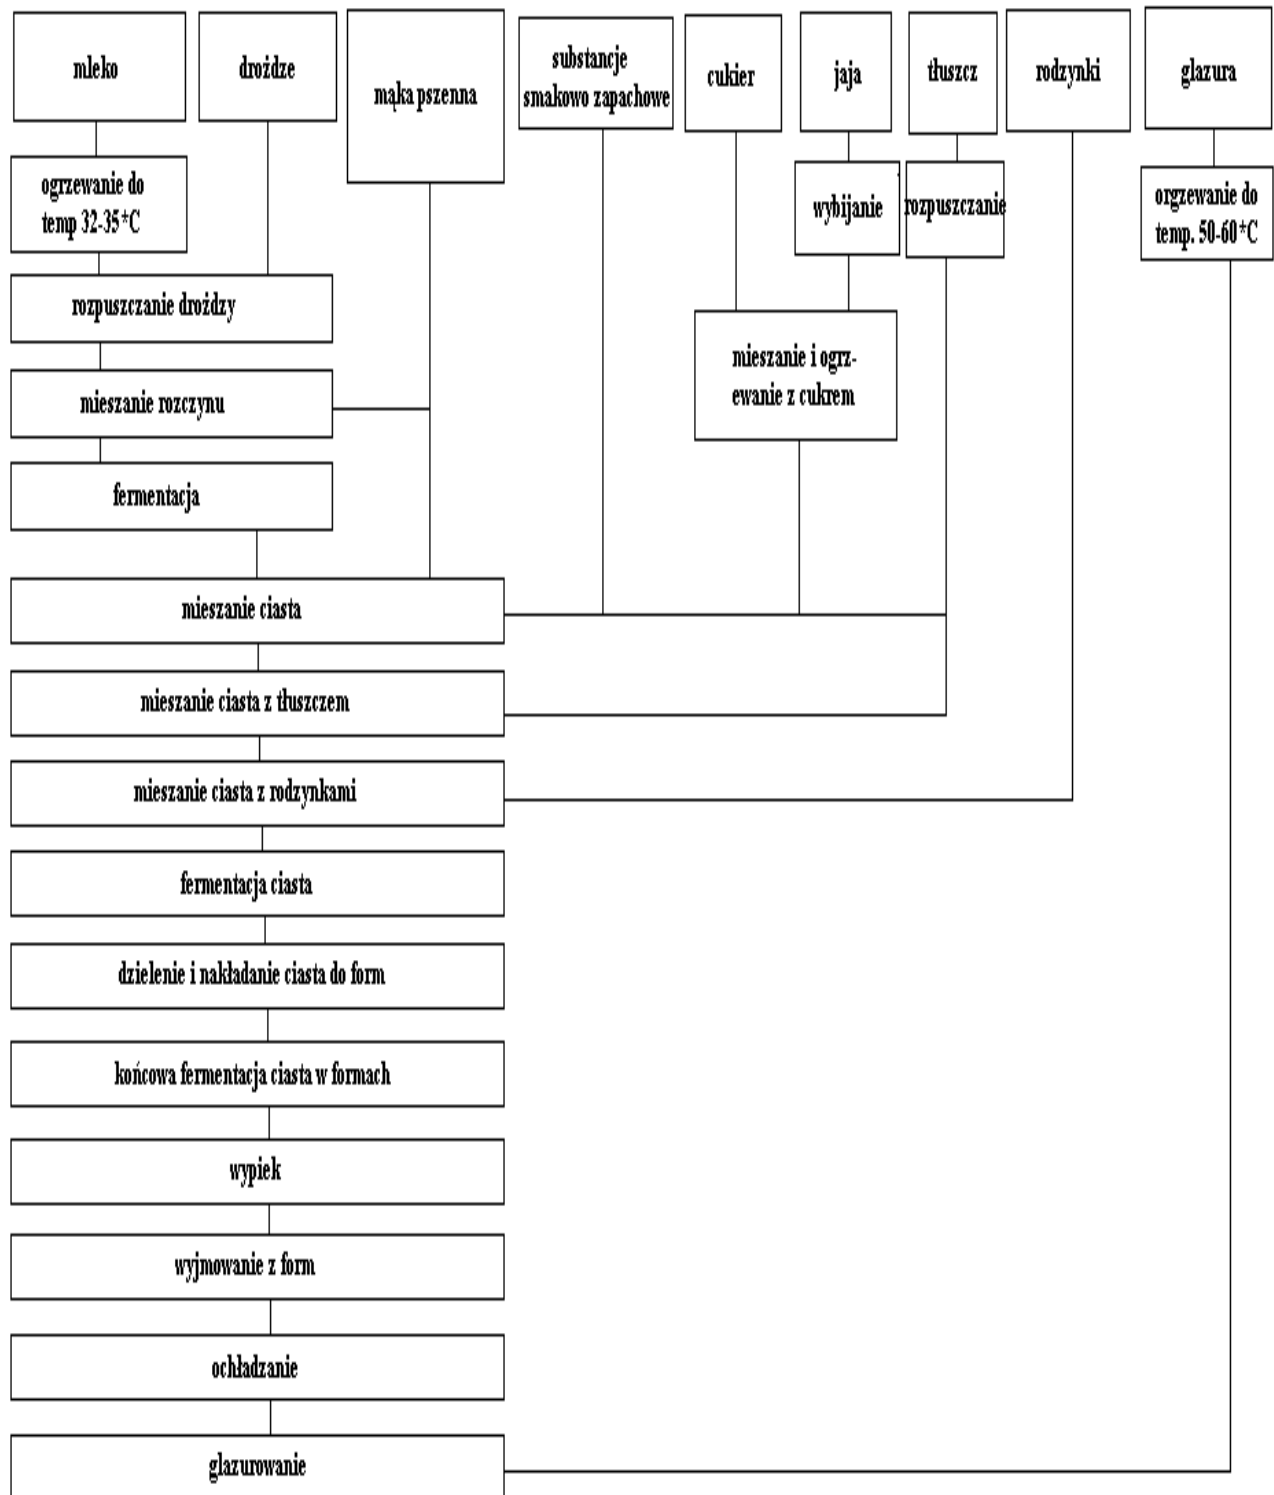 mleko
drożdze
mąka pszenna
substancje
smakowo zapachowe
cukier
jaja
tłuszcz
rodzynki
glazura
ogrzewanie do
temp 32-35*C
wybijanie
rozpuszczanie
orgzewanie do
temp. 50-60*C
rozpuszczanie drożdzy
mieszanie i ogrz-
ewanie z cukrem
mieszanie rozczynu
fermentacja
mieszanie ciasta
mieszanie ciasta z tłuszczem
mieszanie ciasta z rodzynkami
fermentacja ciasta
dzielenie i nakładanie ciasta do form
końcowa fermentacja ciasta w formach
wypiek
wyjmowanie z form
ochładzanie
glazurowanie